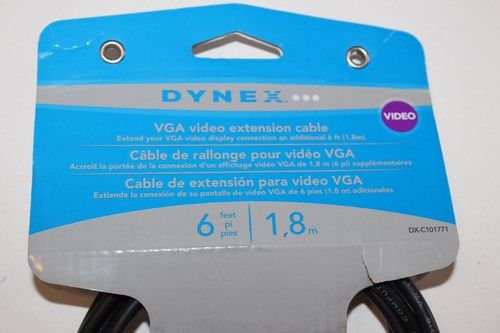 DYNEX
VIDEO
VGA video extension cable
Extend your VGA video display connection an additional 6 ft (1.8m)
Câble de rallonge pour vidéo VGA
Accroît la portée de la connexion d'un affichage vidéo VGA de 1,8 m (6 pi) supplémentaires
Cable de extensión para video VGA
Extiende la conexión de su pantalla de video VGA de 6 pies (1.8 m) adicionales
6 feet pi pies 1,8 m
DX-C101771